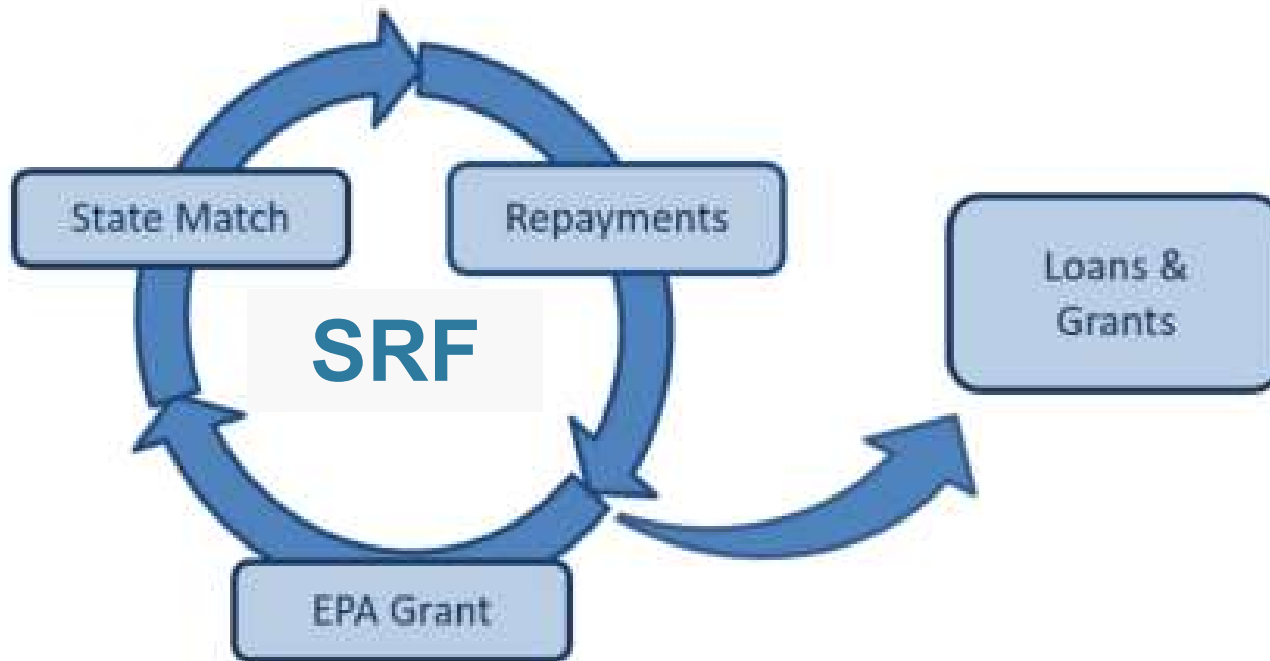 State Match
Repayments
Loans &
Grants
SRF
EPA Grant